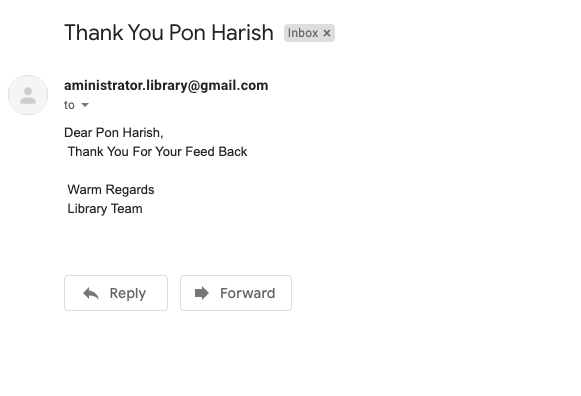 Thank You Pon Harish Inbox ×
aministrator.library@gmail.com
to
Dear Pon Harish,
Thank You For Your Feed Back
Warm Regards
Library Team
Reply Forward